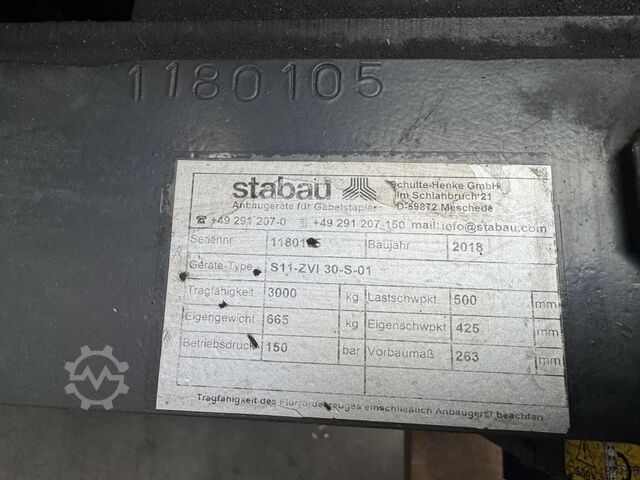 1180105
stabau
Schulte-Henke GmbH
Im Schlahbruch 21
D-59872 Meschede
Anbaugeräte für Gabelstapler
☎ +49 291 207-0 +49 291 207-150 mail: info@stabau.com
Seriennr Baujahr 2018
Geräte-Type S11-ZVI 30-S-01
Tragfähigkeit 3000 kg Lastschwpkt 500 mm
Eigengewicht 665 kg Eigenschwpkt 425 mm
Betriebsdruck 150 bar Vorbaumaß 263 mm
Tragfähigkeit des Flurförderzeuges einschließlich Anbaugerät beachten